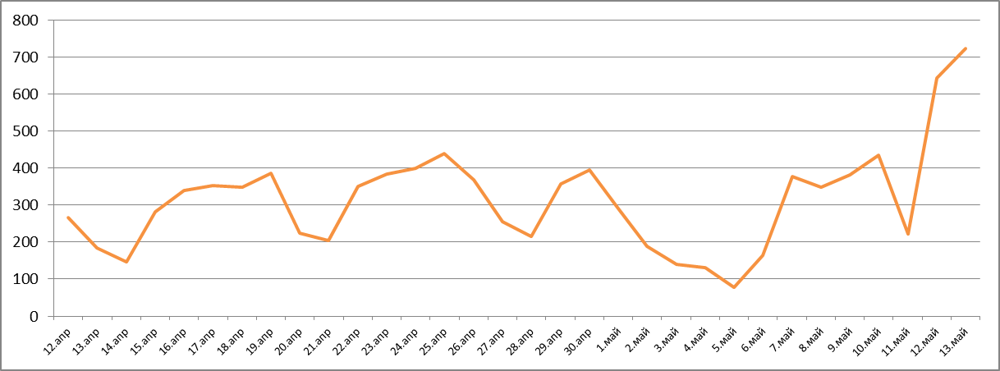 800
700
600
500
400
300
200
100
0
12.апр
13.апр
14.апр
15.апр
16.апр
17.апр
18.апр
19.апр
20.апр
21.апр
22.апр
23.апр
24.апр
25.апр
26.апр
27.апр
28.апр
29.апр
30.апр
1.май
2.май
3.май
4.май
5.май
6.май
7.май
8.май
9.май
10.май
11.май
12.май
13.май